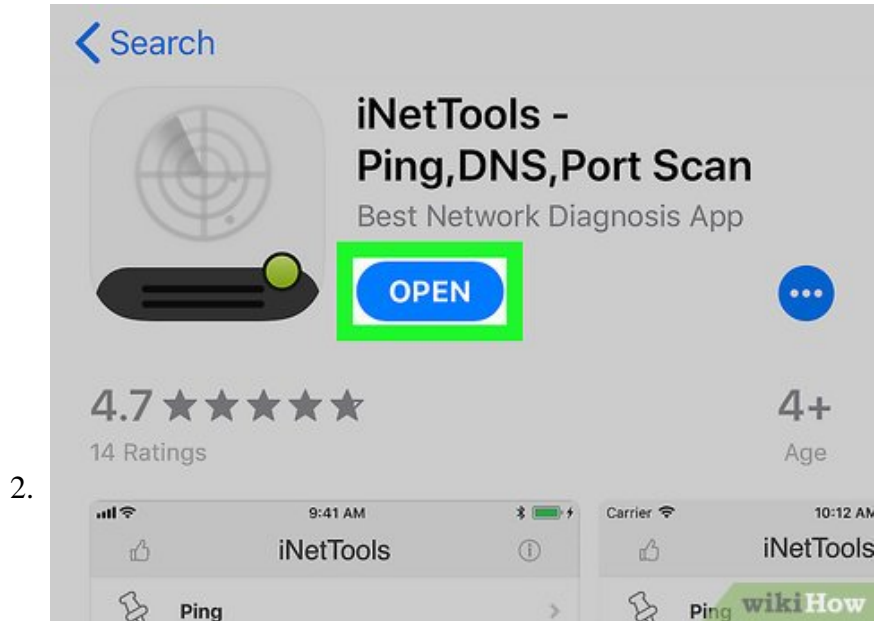 Search
iNetTools -
Ping,DNS,Port Scan
Best Network Diagnosis App
OPEN
4.7
4+
14 Ratings
Age
2.
9:41 AM
Carrier
10:12 AM
iNetTools
iNetTools
Ping
Ping
wikiHow